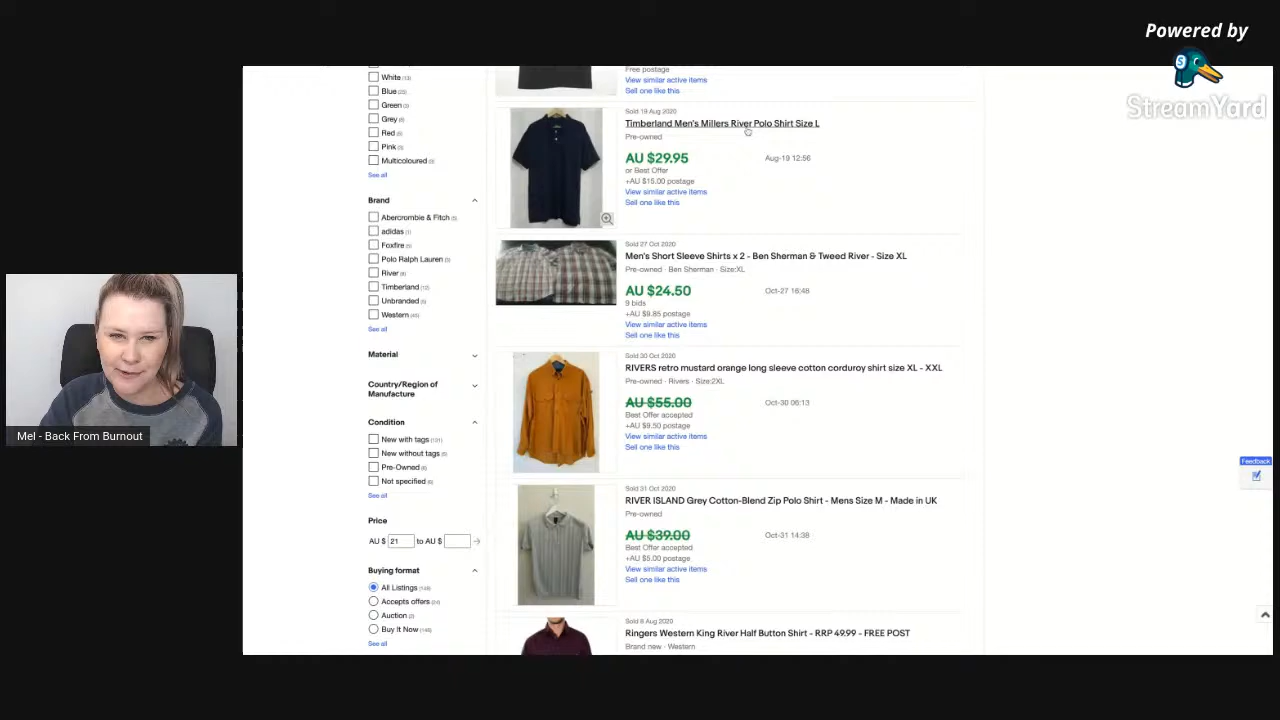 Powered by
StreamYard
White (13)
Blue (25)
Green
Grey
Red
Pink
Multicoloured
See all
Brand
Abercrombie & Fitch
adidas (1)
Foxfire
Polo Ralph Lauren
River
Timberland (12)
Unbranded
Western
See all
Material
Country/Region of
Manufacture
Condition
New with tags (131)
New without tags
Pre-Owned
Not specified
See all
Price
AU $ 21 to AU $
Buying format
All Listings
Accepts offers
Auction (2)
Buy It Now
See all
Free postage
View similar active items
Sell one like this
Sold 19 Aug 2020
Timberland Men's Millers River Polo Shirt Size L
Pre-owned
AU $29.95 Aug-19 12:56
or Best Offer
+AU $15.00 postage
View similar active items
Sell one like this
Sold 27 Oct 2020
Men's Short Sleeve Shirts x 2 - Ben Sherman & Tweed River - Size XL
Pre-owned · Ben Sherman · Size:XL
AU $24.50 Oct-27 16:48
9 bids
+AU $9.85 postage
View similar active items
Sell one like this
Sold 30 Oct 2020
RIVERS retro mustard orange long sleeve cotton corduroy shirt size XL - XXL
Pre-owned · Rivers · Size:2XL
AU $55.00 Oct-30 06:13
Best Offer accepted
+AU $9.50 postage
View similar active items
Sell one like this
Sold 31 Oct 2020
RIVER ISLAND Grey Cotton-Blend Zip Polo Shirt - Mens Size M - Made in UK
Pre-owned
AU $39.00 Oct-31 14:38
Best Offer accepted
+AU $5.00 postage
View similar active items
Sell one like this
Sold 8 Aug 2020
Ringers Western King River Half Button Shirt - RRP 49.99 - FREE POST
Brand new · Western
Feedback
Mel - Back From Burnout